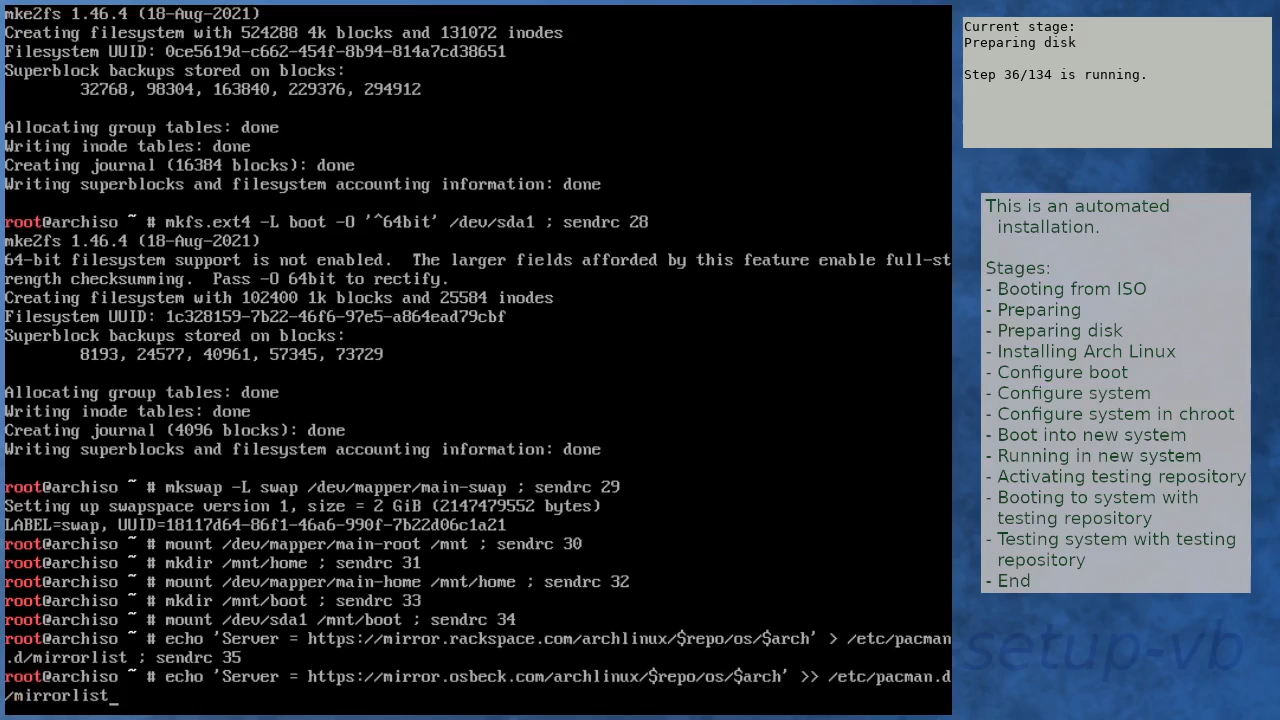 mke2fs 1.46.4 (18-Aug-2021)
Creating filesystem with 524288 4k blocks and 131072 inodes
Filesystem UUID: 0ce5619d-c662-454f-8b94-814a7cd38651
Superblock backups stored on blocks:
        32768, 98304, 163840, 229376, 294912

Allocating group tables: done
Writing inode tables: done
Creating journal (16384 blocks): done
Writing superblocks and filesystem accounting information: done

root@archiso ~ # mkfs.ext4 -L boot -O '^64bit' /dev/sda1 ; sendrc 28
mke2fs 1.46.4 (18-Aug-2021)
64-bit filesystem support is not enabled.  The larger fields afforded by this feature enable full-st
rength checksumming.  Pass -O 64bit to rectify.
Creating filesystem with 102400 1k blocks and 25584 inodes
Filesystem UUID: 1c328159-7b22-46f6-97e5-a864ead79cbf
Superblock backups stored on blocks:
        8193, 24577, 40961, 57345, 73729

Allocating group tables: done
Writing inode tables: done
Creating journal (4096 blocks): done
Writing superblocks and filesystem accounting information: done

root@archiso ~ # mkswap -L swap /dev/mapper/main-swap ; sendrc 29
Setting up swapspace version 1, size = 2 GiB (2147479552 bytes)
LABEL=swap, UUID=18117d64-86f1-46a6-990f-7b22d06c1a21
root@archiso ~ # mount /dev/mapper/main-root /mnt ; sendrc 30
root@archiso ~ # mkdir /mnt/home ; sendrc 31
root@archiso ~ # mount /dev/mapper/main-home /mnt/home ; sendrc 32
root@archiso ~ # mkdir /mnt/boot ; sendrc 33
root@archiso ~ # mount /dev/sda1 /mnt/boot ; sendrc 34
root@archiso ~ # echo 'Server = https://mirror.rackspace.com/archlinux/$repo/os/$arch' > /etc/pacman
.d/mirrorlist ; sendrc 35
root@archiso ~ # echo 'Server = https://mirror.osbeck.com/archlinux/$repo/os/$arch' >> /etc/pacman.d
/mirrorlist_
Current stage:
Preparing disk

Step 36/134 is running.
This is an automated
installation.

Stages:
- Booting from ISO
- Preparing
- Preparing disk
- Installing Arch Linux
- Configure boot
- Configure system
- Configure system in chroot
- Boot into new system
- Running in new system
- Activating testing repository
- Booting to system with
testing repository
- Testing system with testing
repository
- End
setup-vb